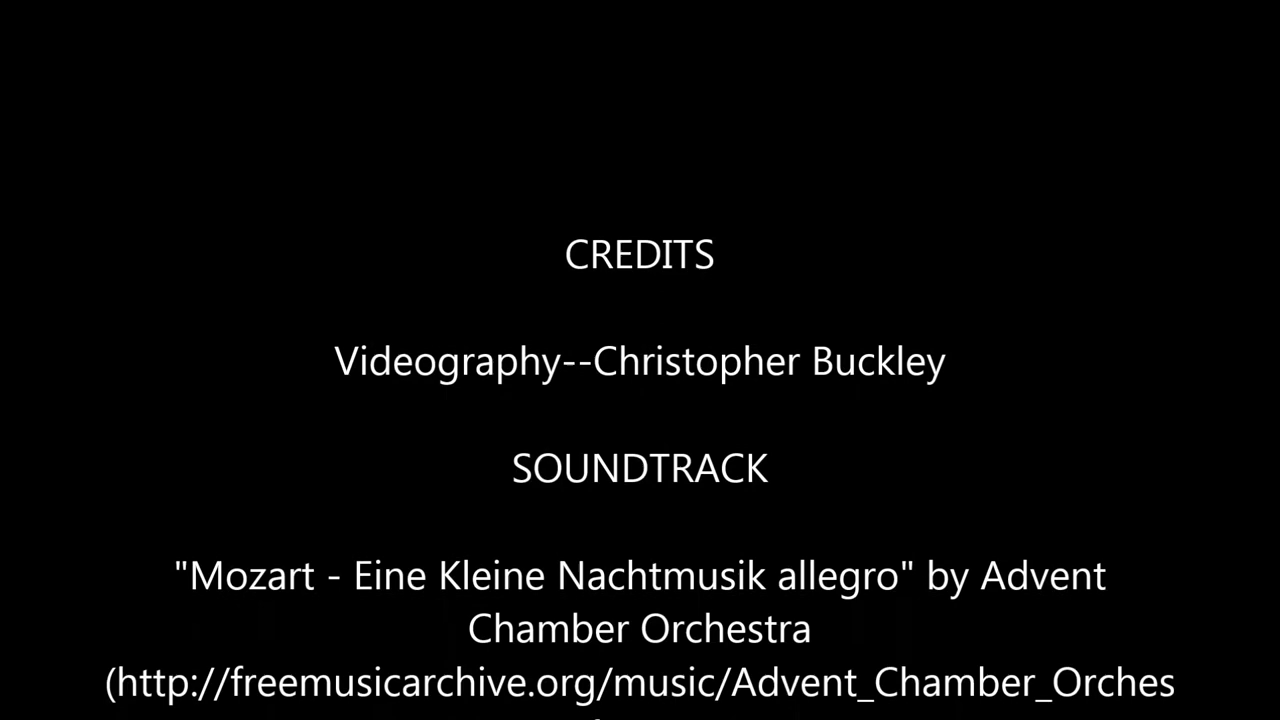 CREDITS
Videography--Christopher Buckley
SOUNDTRACK
"Mozart - Eine Kleine Nachtmusik allegro" by Advent
Chamber Orchestra
(http://freemusicarchive.org/music/Advent_Chamber_Orches